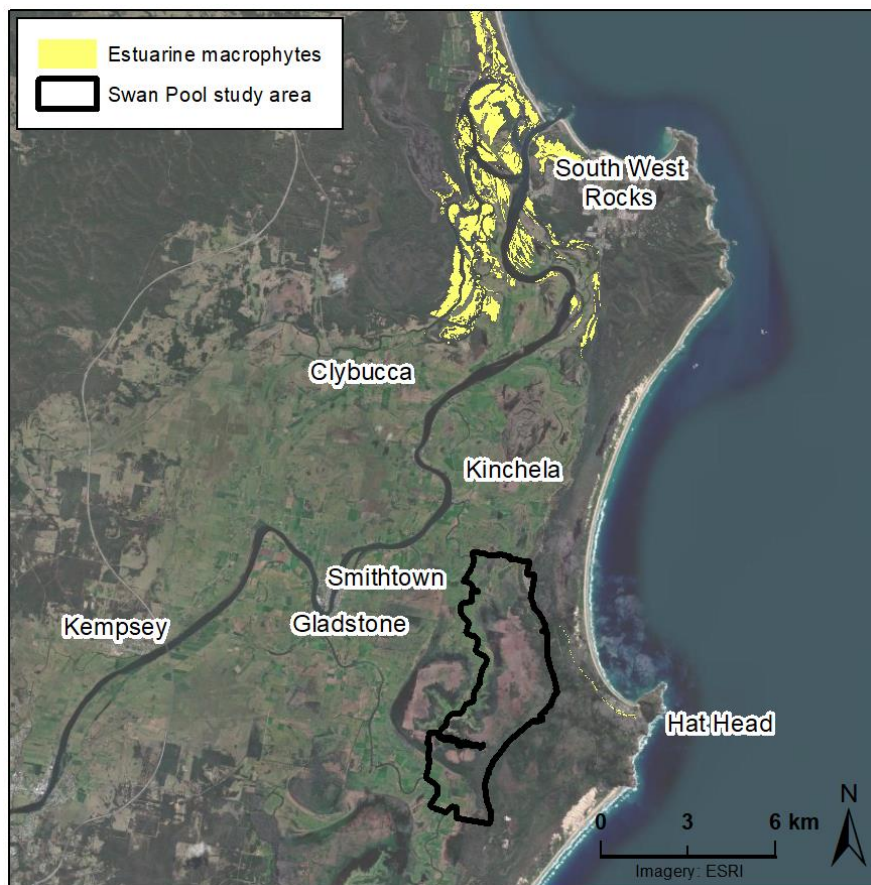 Estuarine macrophytes
Swan Pool study area
South West
Rocks
Clybucca
Kinchela
Smithtown
Gladstone
Kempsey
Hat Head
N
0 3 6 km
Imagery: ESRI